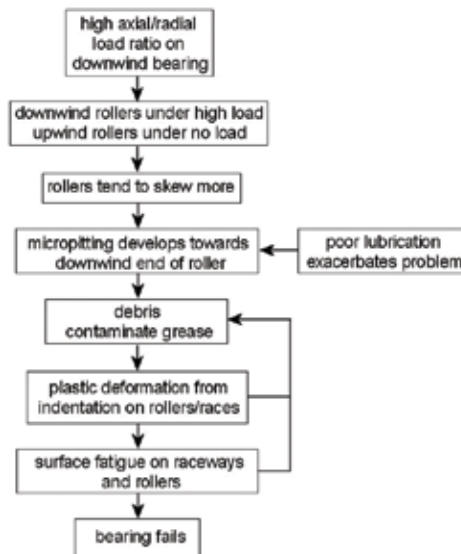 high axial/radial
load ratio on
downwind bearing
downwind rollers under high load
upwind rollers under no load
rollers tend to skew more
micropitting develops towards
downwind end of roller
poor lubrication
exacerbates problem
debris
contaminate grease
plastic deformation from
indentation on rollers/races
surface fatigue on raceways
and rollers
bearing fails